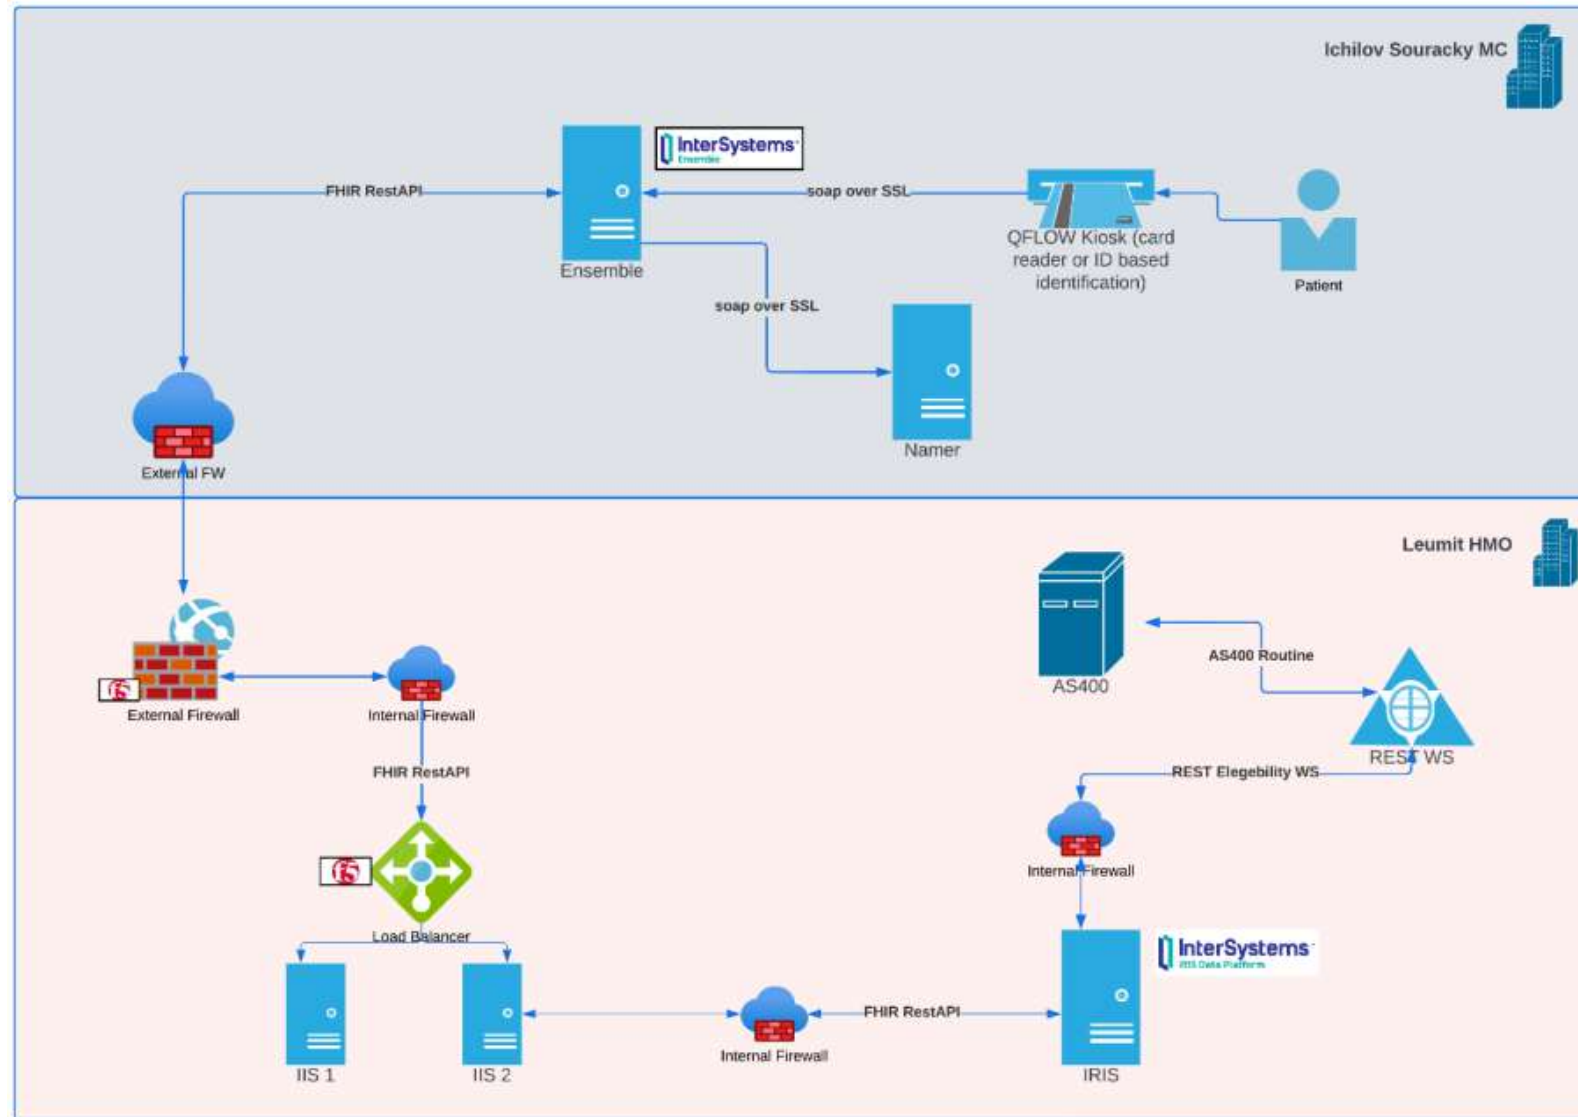 Ichilov Souracky MC
InterSystems
Ensemble
FHIR RestAPI
soap over SSL
QFLOW Kiosk (card
reader or ID based
identification)
Patient
Ensemble
soap over SSL
Namer
External FW
Leumit HMO
AS400
AS400 Routine
REST WS
External Firewall
f5
Internal Firewall
FHIR RestAPI
REST Elegebility WS
f5
Load Balancer
Internal Firewall
InterSystems
IRIS Data Platform
IIS 1
IIS 2
Internal Firewall
FHIR RestAPI
IRIS